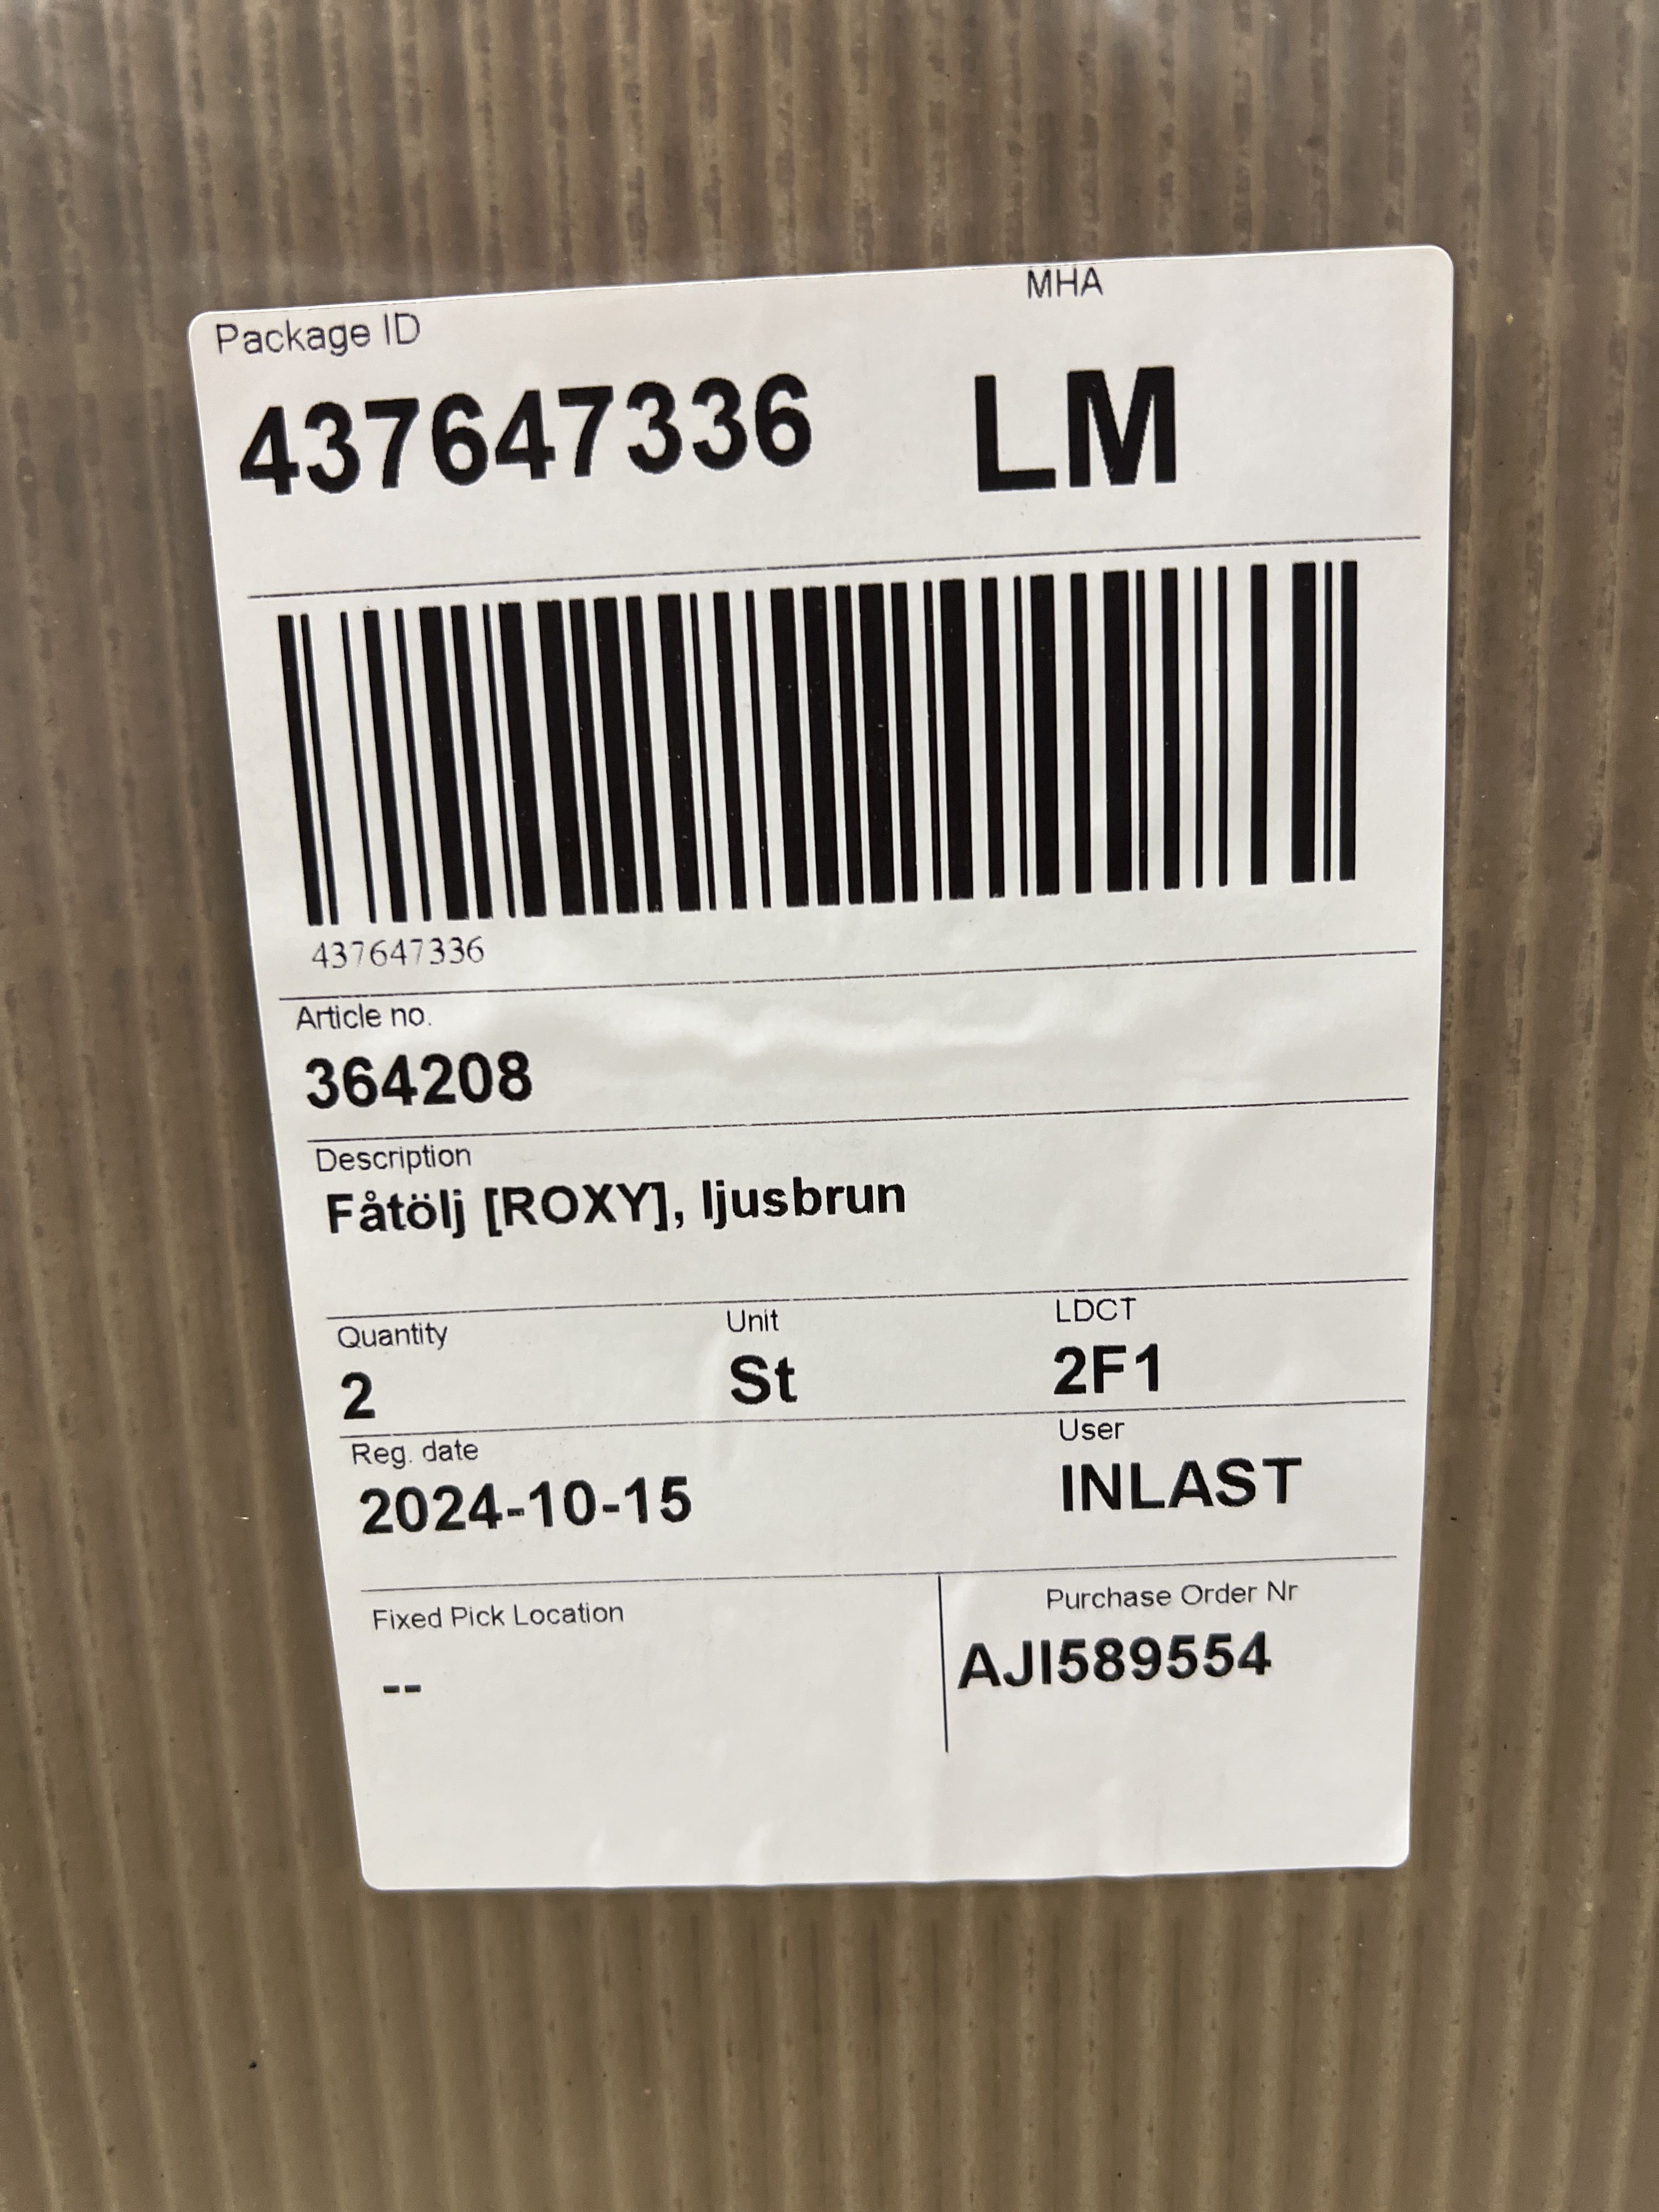 MHA
Package ID
437647336 LM
437647336
Article no.
364208
Description
Fåtölj [ROXY], ljusbrun
Quantity Unit LDCT
2 St 2F1
Reg. date User
2024-10-15 INLAST
Fixed Pick Location Purchase Order Nr
-- AJI589554